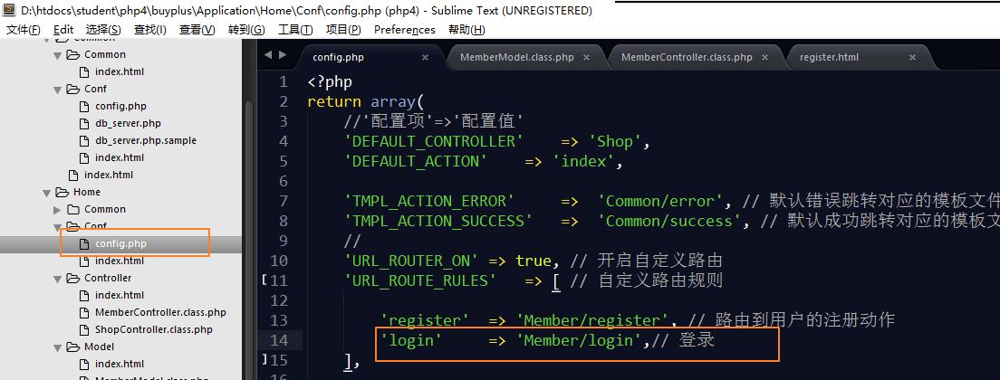 D:\htdocs\student\php4\buyplus\Application\Home\Conf\config.php (php4) - Sublime Text (UNREGISTERED)
文件(F) Edit 选择(S) 查找(I) 查看(V) 转到(G) 工具(T) 项目(P) Preferences 帮助(H)
Common
Common
index.html
Conf
config.php
db_server.php
db_server.php.sample
index.html
index.html
Home
Common
Conf
config.php
index.html
Controller
index.html
MemberController.class.php
ShopController.class.php
Model
index.html
MemberModel.class.php
config.php × MemberModel.class.php × MemberController.class.php × register.html ×
1 <?php
2 return array(
3 //'配置项'=>'配置值'
4 'DEFAULT_CONTROLLER' => 'Shop',
5 'DEFAULT_ACTION' => 'index',
6
7 'TMPL_ACTION_ERROR' => 'Common/error', // 默认错误跳转对应的模板文件
8 'TMPL_ACTION_SUCCESS' => 'Common/success', // 默认成功跳转对应的模板文
9 //
10 'URL_ROUTER_ON' => true, // 开启自定义路由
11 'URL_ROUTE_RULES' => [ // 自定义路由规则
12
13 'register' => 'Member/register', // 路由到用户的注册动作
14 'login' => 'Member/login',// 登录
15 ],